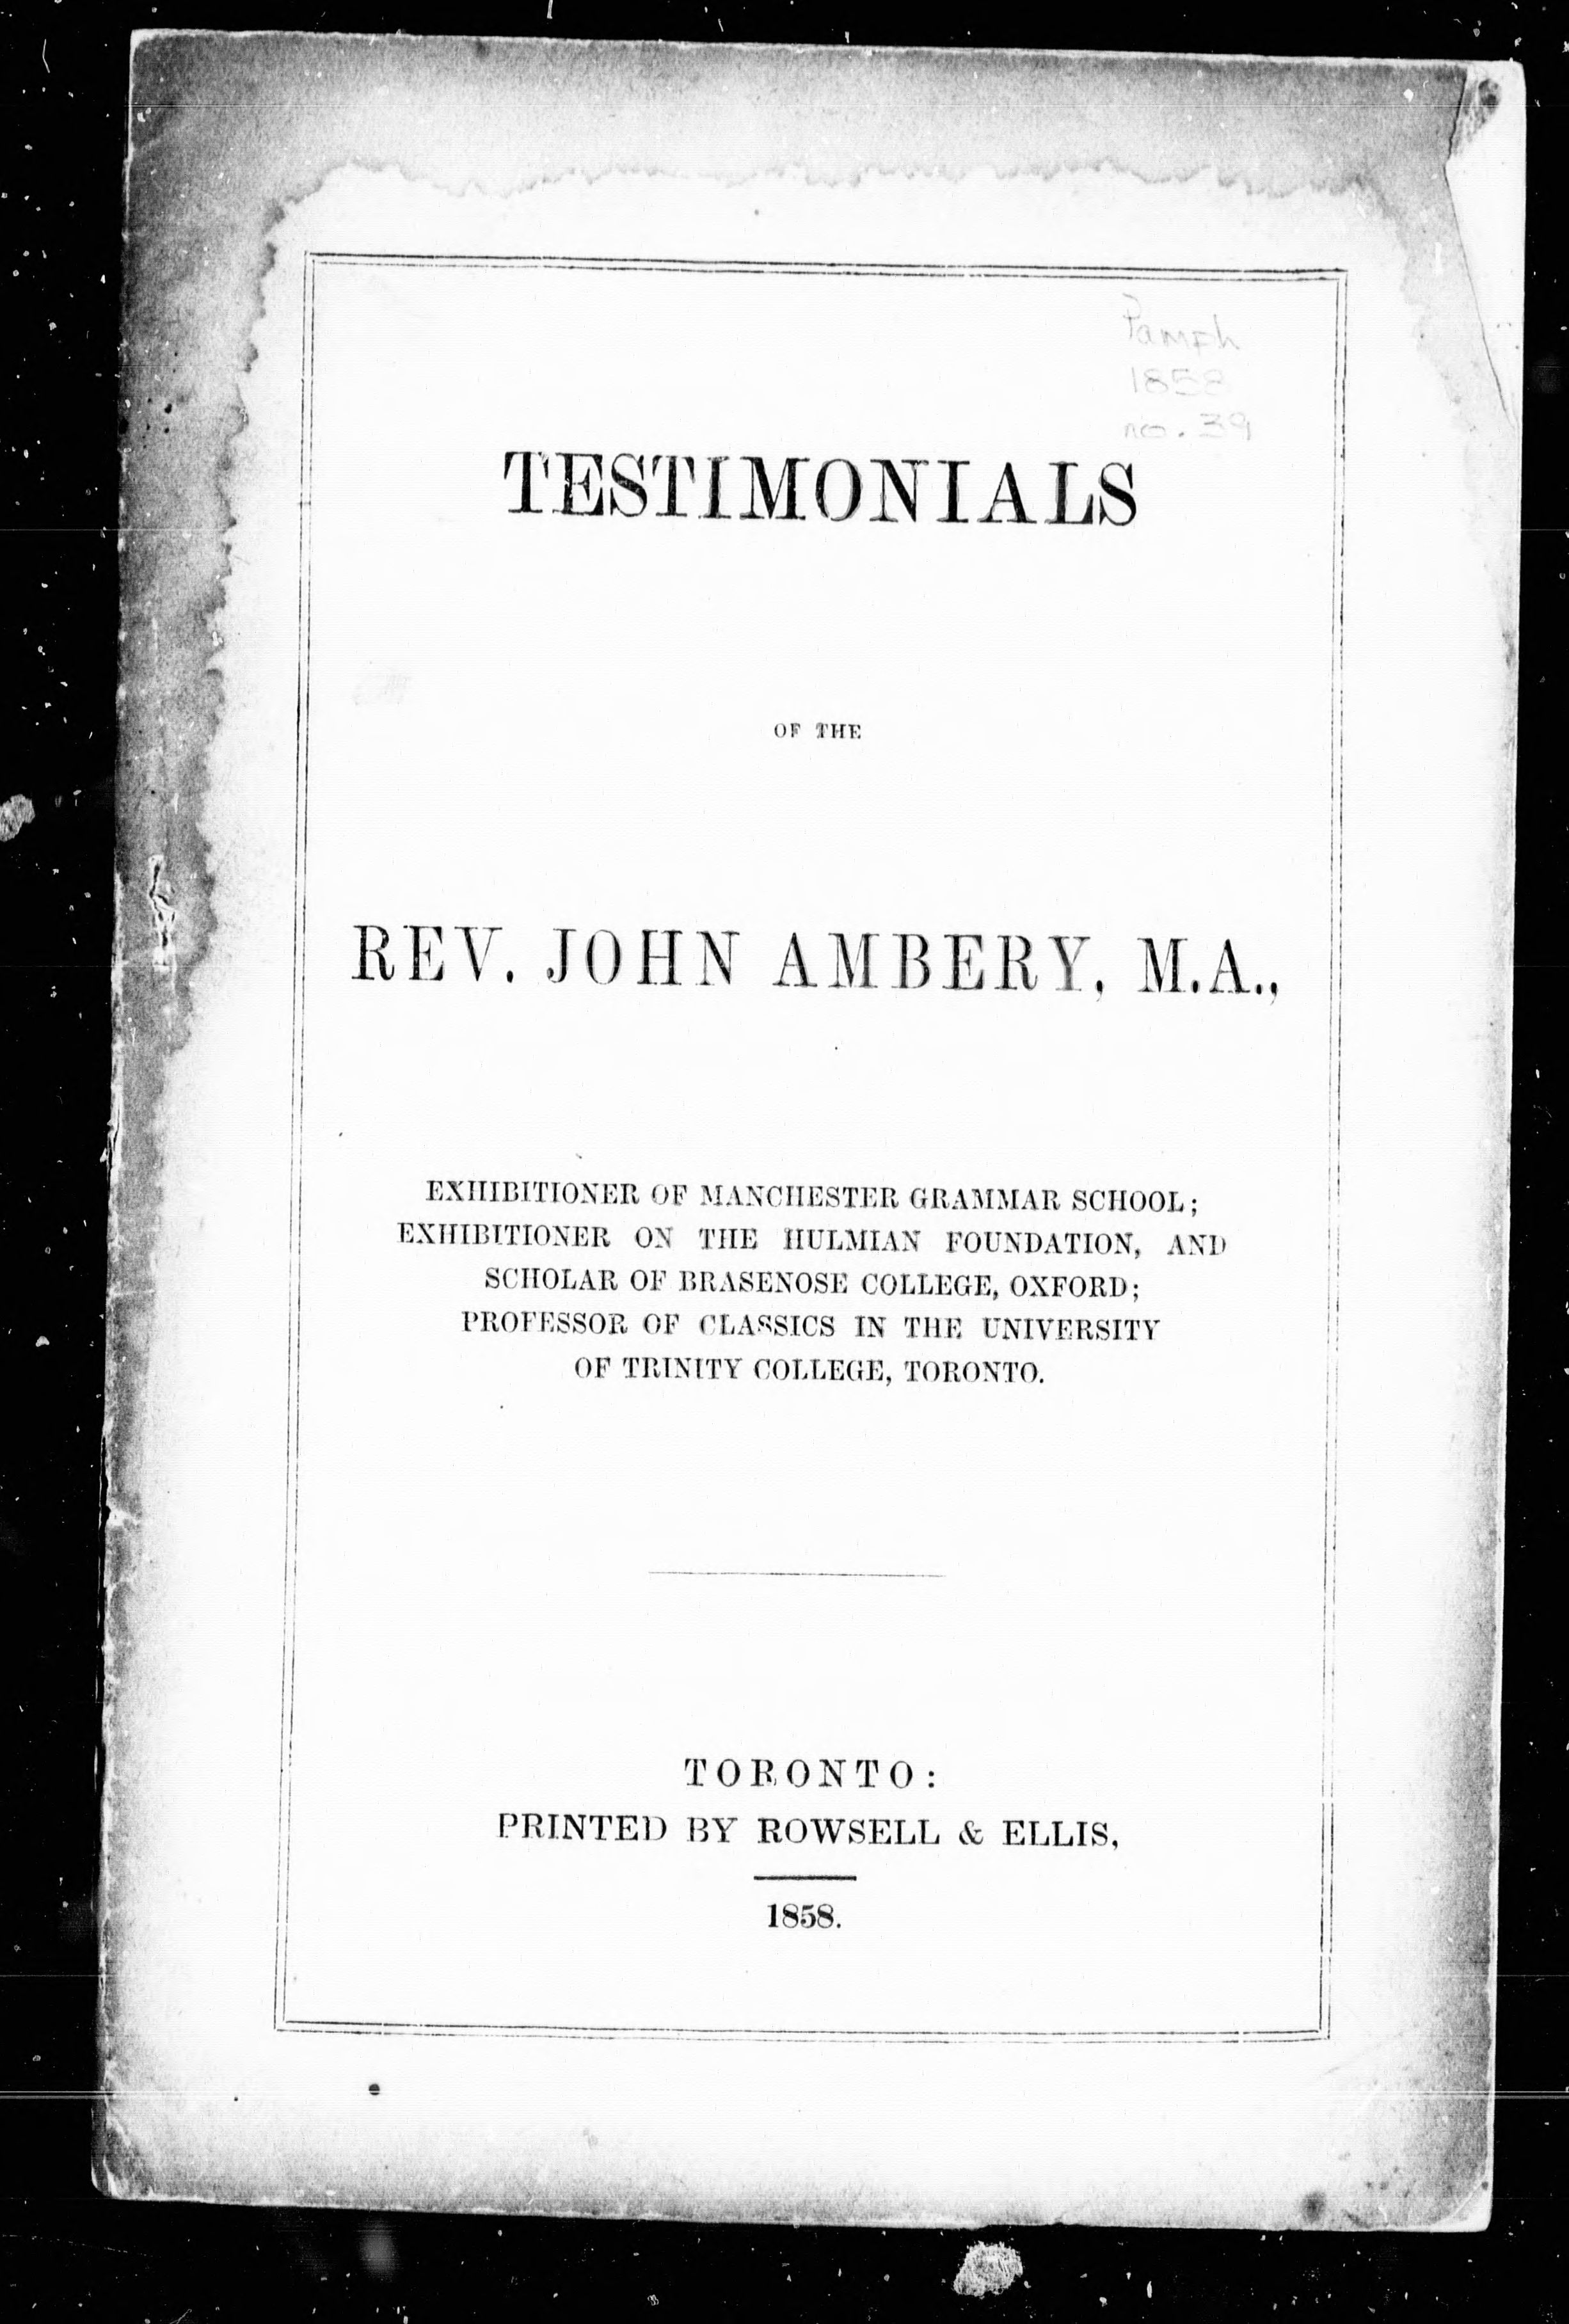 Pamph
1858
no. 39
TESTIMONIALS
OF THE
REV. JOHN AMBERY, M.A.,
EXHIBITIONER OF MANCHESTER GRAMMAR SCHOOL;
EXHIBITIONER ON THE HULMIAN FOUNDATION, AND
SCHOLAR OF BRASENOSE COLLEGE, OXFORD;
PROFESSOR OF CLASSICS IN THE UNIVERSITY
OF TRINITY COLLEGE, TORONTO.
TORONTO:
PRINTED BY ROWSELL & ELLIS,
1858.